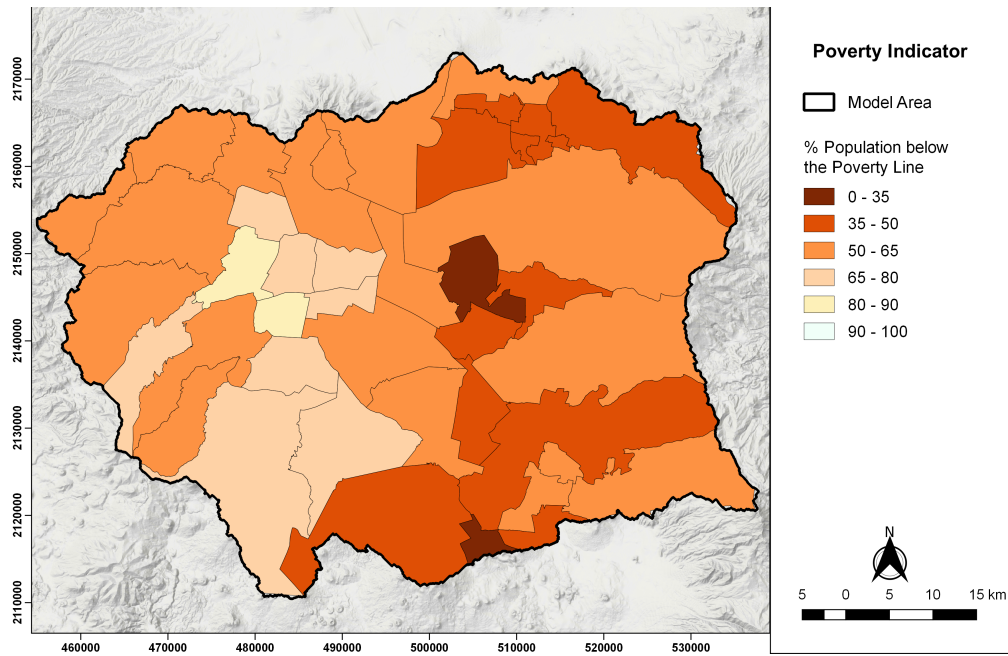 Poverty Indicator
Model Area
% Population below
the Poverty Line
0 - 35
35 - 50
50 - 65
65 - 80
80 - 90
90 - 100
N
5 0 5 10 15 km
2170000
2160000
2150000
2140000
2130000
2120000
2110000
460000 470000 480000 490000 500000 510000 520000 530000